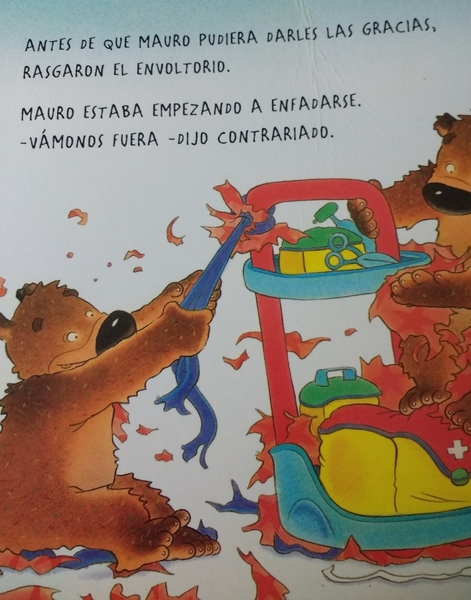 ANTES DE QUE MAURO PUDIERA DARLES LAS GRACIAS,
RASGARON EL ENVOLTORIO.
MAURO ESTABA EMPEZANDO A ENFADARSE.
-VÁMONOS FUERA -DIJO CONTRARIADO.